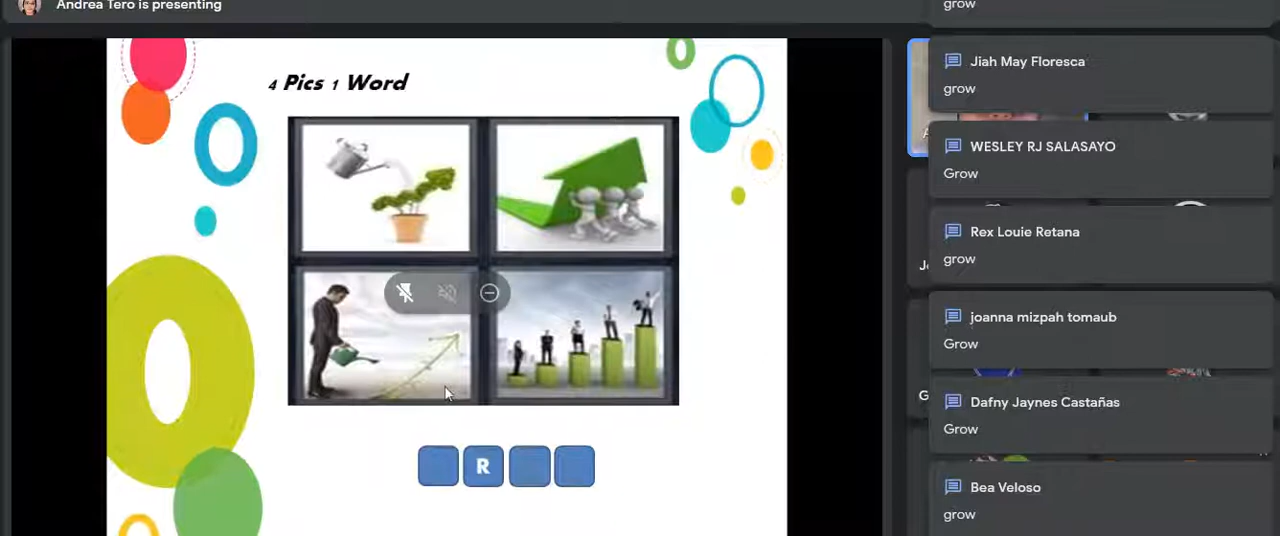 Andrea Tero is presenting
4 Pics 1 Word
R
grow
Jiah May Floresca
grow
WESLEY RJ SALASAYO
Grow
Rex Louie Retana
grow
joanna mizpah tomaub
Grow
Dafny Jaynes Castañas
Grow
Bea Veloso
grow